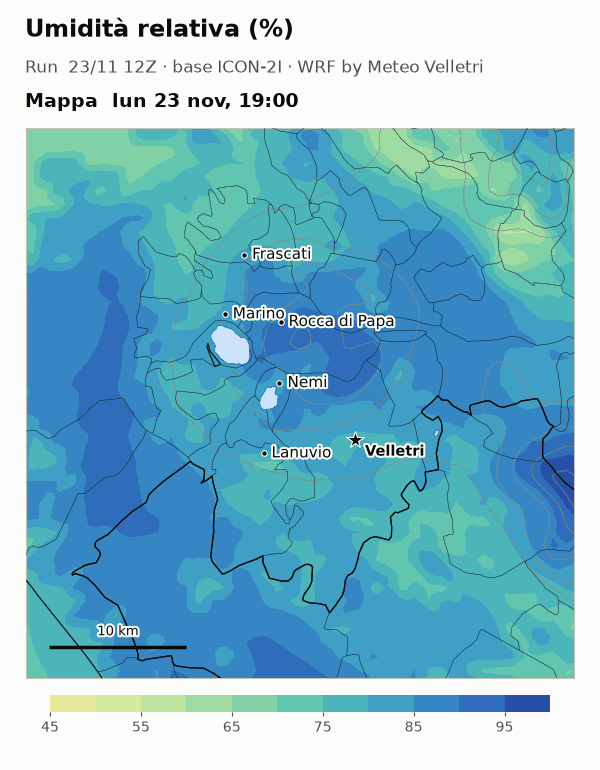 Umidità relativa (%)
Run  23/11 12Z · base ICON-2I · WRF by Meteo Velletri
Mappa  lun 23 nov, 19:00
Frascati
Marino
Rocca di Papa
Nemi
Velletri
Lanuvio
10 km
45 55 65 75 85 95